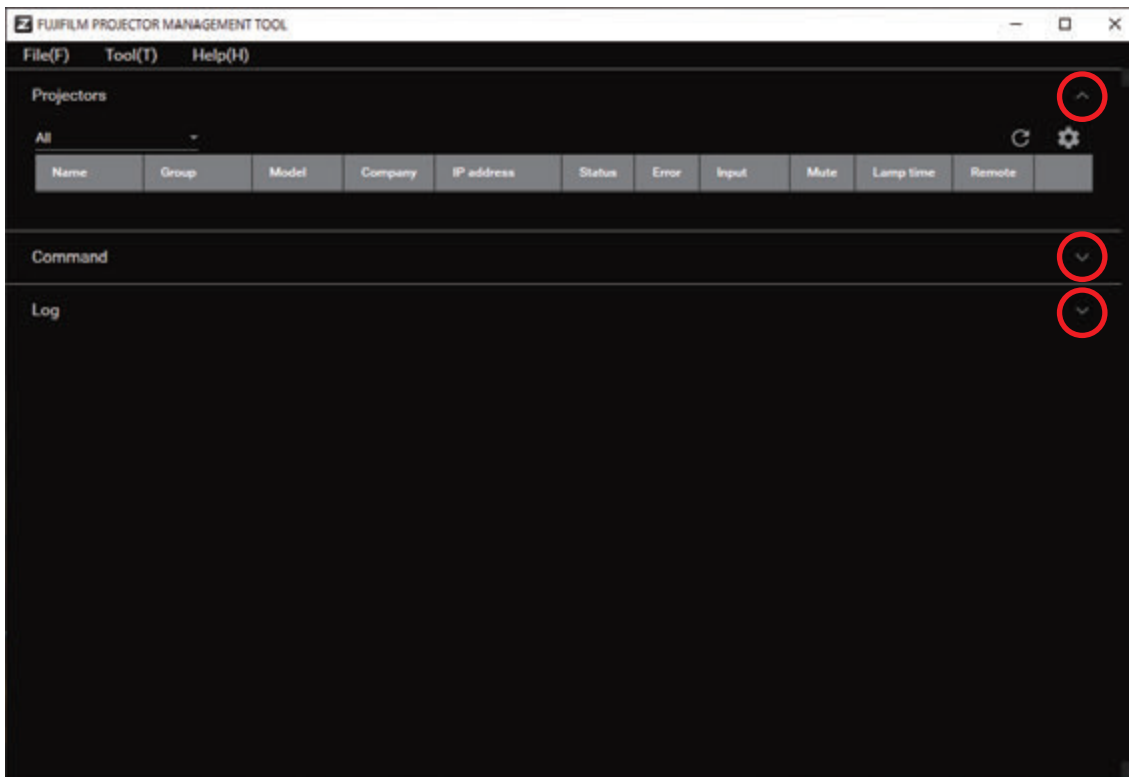 Z FUJIFILM PROJECTOR MANAGEMENT TOOL
File(F) Tool(T) Help(H)
Projectors
All
Name Group Model Company IP address Status Error Input Mute Lamp time Remote
Command
Log